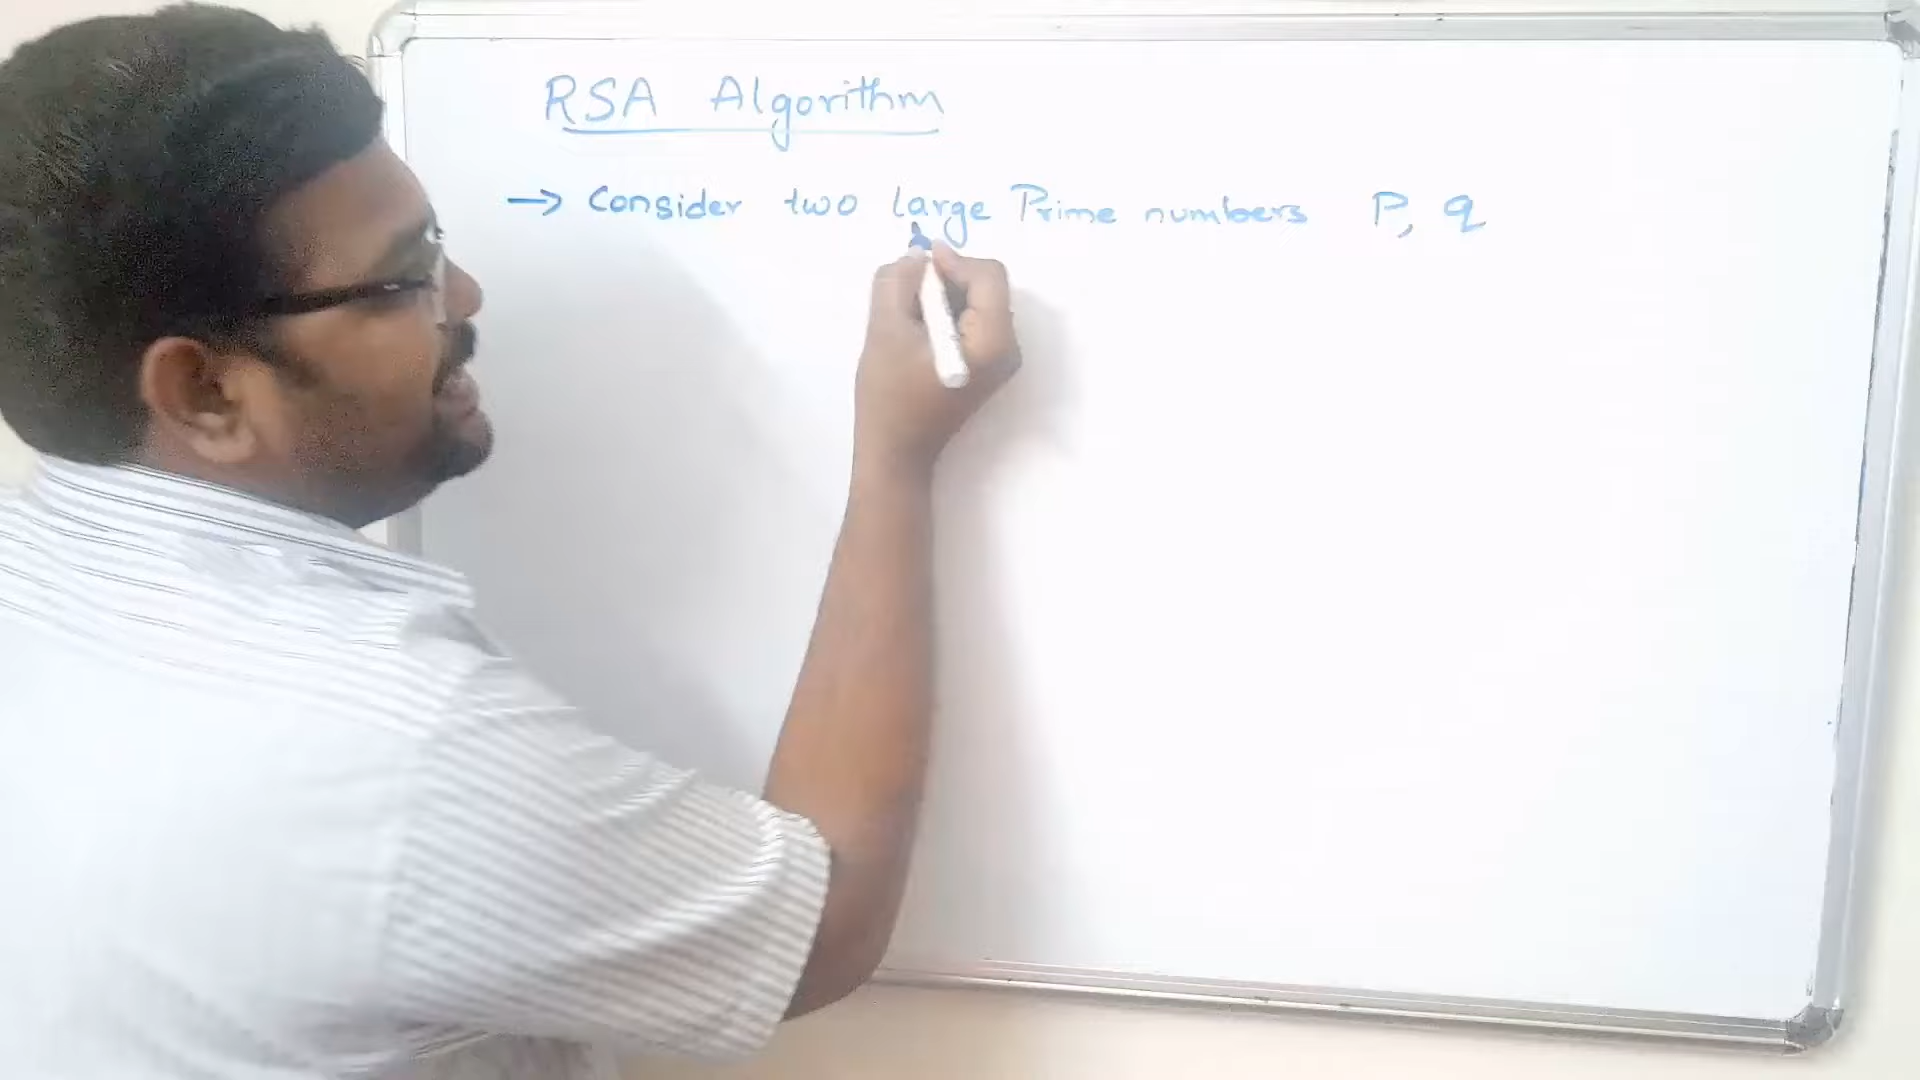 RSA Algorithm
→ Consider two large Prime numbers P, q